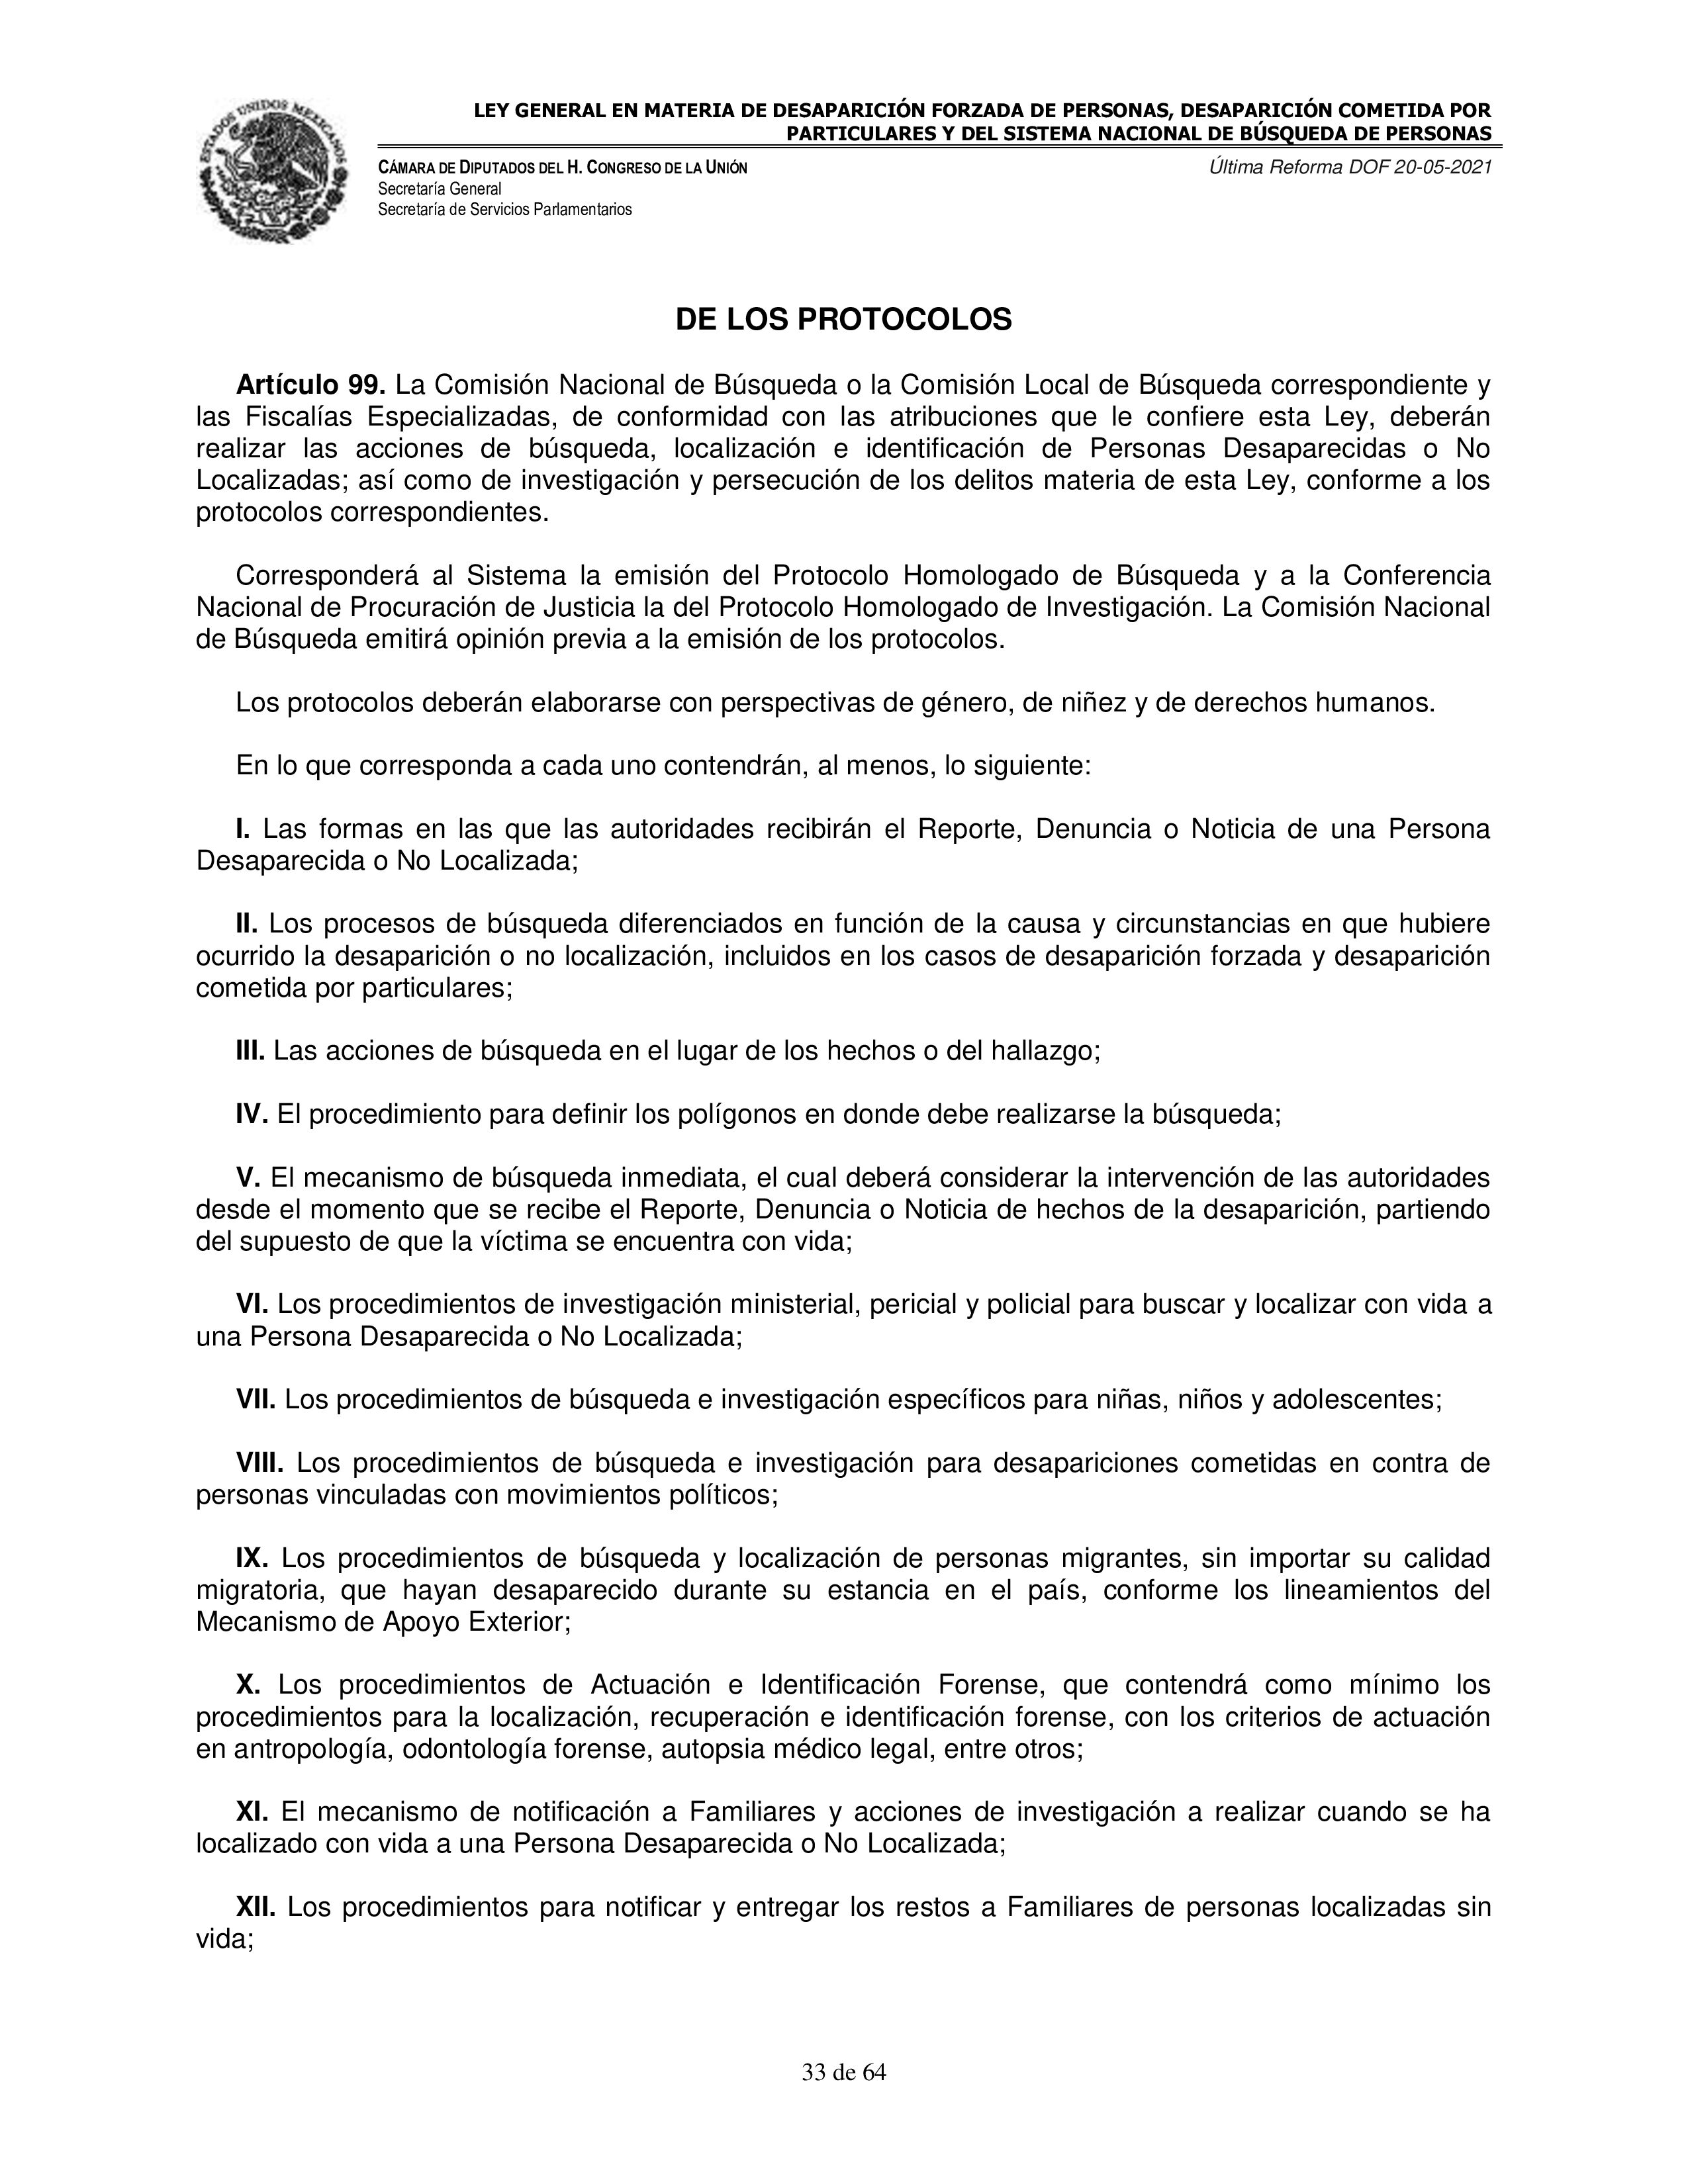 ESTADOS UNIDOS MEXICANOS
LEY GENERAL EN MATERIA DE DESAPARICIÓN FORZADA DE PERSONAS, DESAPARICIÓN COMETIDA POR
PARTICULARES Y DEL SISTEMA NACIONAL DE BÚSQUEDA DE PERSONAS
CÁMARA DE DIPUTADOS DEL H. CONGRESO DE LA UNIÓN
Última Reforma DOF 20-05-2021
Secretaría General
Secretaría de Servicios Parlamentarios
DE LOS PROTOCOLOS
Artículo 99. La Comisión Nacional de Búsqueda o la Comisión Local de Búsqueda correspondiente y
las Fiscalías Especializadas, de conformidad con las atribuciones que le confiere esta Ley, deberán
realizar las acciones de búsqueda, localización e identificación de Personas Desaparecidas o No
Localizadas; así como de investigación y persecución de los delitos materia de esta Ley, conforme a los
protocolos correspondientes.
Corresponderá al Sistema la emisión del Protocolo Homologado de Búsqueda y a la Conferencia
Nacional de Procuración de Justicia la del Protocolo Homologado de Investigación. La Comisión Nacional
de Búsqueda emitirá opinión previa a la emisión de los protocolos.
Los protocolos deberán elaborarse con perspectivas de género, de niñez y de derechos humanos.
En lo que corresponda a cada uno contendrán, al menos, lo siguiente:
I. Las formas en las que las autoridades recibirán el Reporte, Denuncia o Noticia de una Persona
Desaparecida o No Localizada;
II. Los procesos de búsqueda diferenciados en función de la causa y circunstancias en que hubiere
ocurrido la desaparición o no localización, incluidos en los casos de desaparición forzada y desaparición
cometida por particulares;
III. Las acciones de búsqueda en el lugar de los hechos o del hallazgo;
IV. El procedimiento para definir los polígonos en donde debe realizarse la búsqueda;
V. El mecanismo de búsqueda inmediata, el cual deberá considerar la intervención de las autoridades
desde el momento que se recibe el Reporte, Denuncia o Noticia de hechos de la desaparición, partiendo
del supuesto de que la víctima se encuentra con vida;
VI. Los procedimientos de investigación ministerial, pericial y policial para buscar y localizar con vida a
una Persona Desaparecida o No Localizada;
VII. Los procedimientos de búsqueda e investigación específicos para niñas, niños y adolescentes;
VIII. Los procedimientos de búsqueda e investigación para desapariciones cometidas en contra de
personas vinculadas con movimientos políticos;
IX. Los procedimientos de búsqueda y localización de personas migrantes, sin importar su calidad
migratoria, que hayan desaparecido durante su estancia en el país, conforme los lineamientos del
Mecanismo de Apoyo Exterior;
X. Los procedimientos de Actuación e Identificación Forense, que contendrá como mínimo los
procedimientos para la localización, recuperación e identificación forense, con los criterios de actuación
en antropología, odontología forense, autopsia médico legal, entre otros;
XI. El mecanismo de notificación a Familiares y acciones de investigación a realizar cuando se ha
localizado con vida a una Persona Desaparecida o No Localizada;
XII. Los procedimientos para notificar y entregar los restos a Familiares de personas localizadas sin
vida;
33 de 64